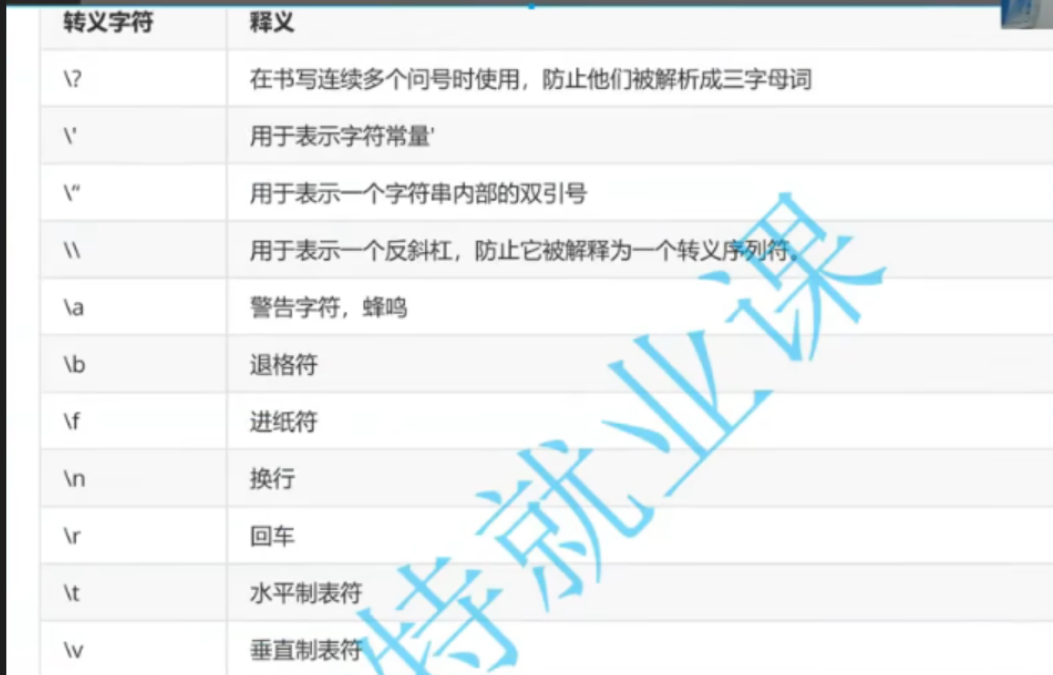 转义字符 释义
\? 在书写连续多个问号时使用，防止他们被解析成三字母词
\' 用于表示字符常量'
\“ 用于表示一个字符串内部的双引号
\\ 用于表示一个反斜杠，防止它被解释为一个转义序列符。
\a 警告字符，蜂鸣
\b 退格符
\f 进纸符
\n 换行
\r 回车
\t 水平制表符
\v 垂直制表符
特就业课